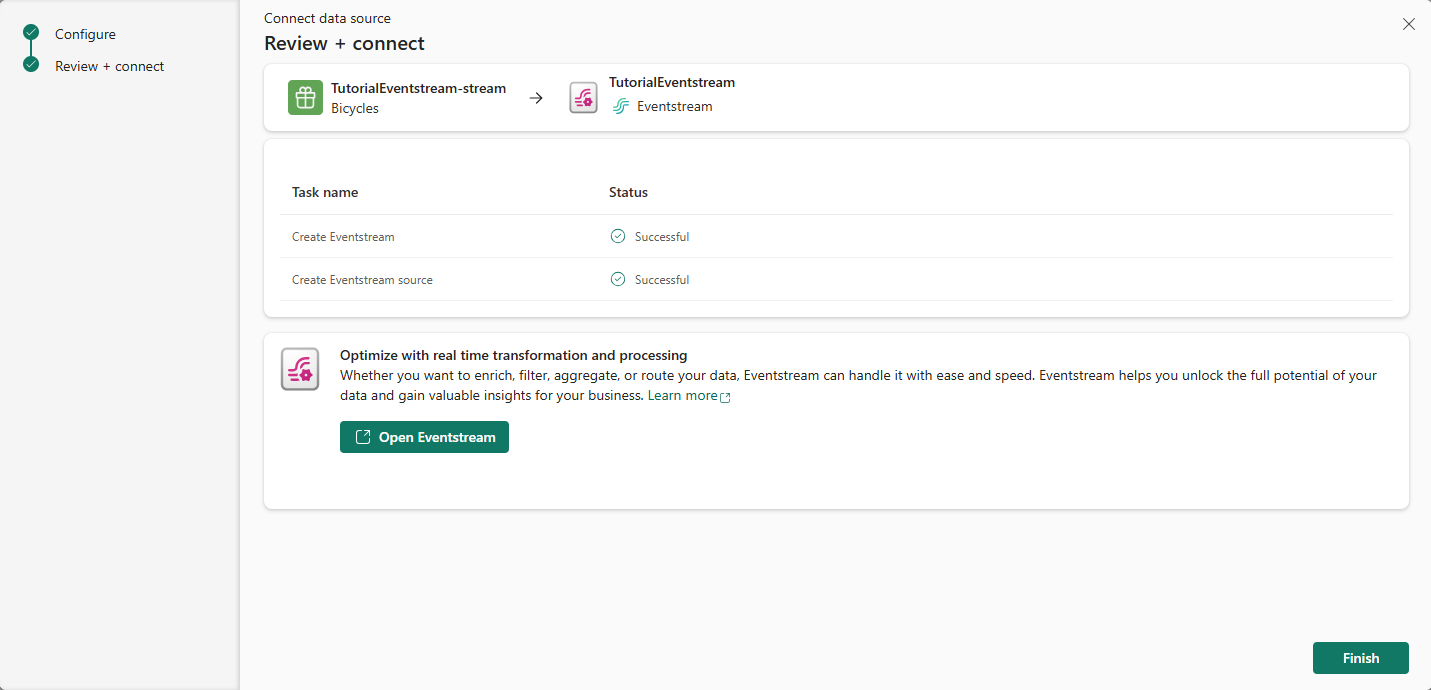 Configure
Review + connect
Connect data source
Review + connect
TutorialEventstream-stream
Bicycles
TutorialEventstream
Eventstream
Task name Status
Create Eventstream Successful
Create Eventstream source Successful
Optimize with real time transformation and processing
Whether you want to enrich, filter, aggregate, or route your data, Eventstream can handle it with ease and speed. Eventstream helps you unlock the full potential of your
data and gain valuable insights for your business. Learn more
Open Eventstream
Finish